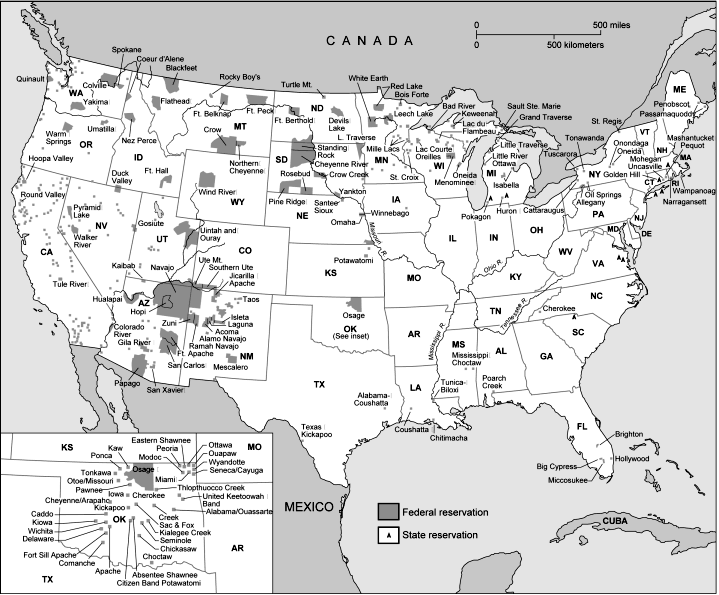 CANADA
0 500 miles
0 500 kilometers
Spokane
Coeur d'Alene
Blackfeet
Quinault
Colville
WA
Yakima
Flathead
Rocky Boy's
Ft. Belknap
Ft. Peck
Turtle Mt.
White Earth
Red Lake
Bois Forte
Leech Lake
Bad River
Keweenah
Lac du
Flambeau
Sault Ste. Marie
Grand Traverse
St. Regis
ME
Penobscot,
Passamaquoddy
Warm
Springs
Umatilla
OR
Nez Perce
ID
Crow
MT
Northern
Cheyenne
Ft. Berthold
ND
Devils
Lake
L. Traverse
Mille Lacs
MN
Lac Courte
Oreilles
WI
St. Croix
Oneida
Menominee
Little Traverse
Little River
Ottawa
MI
Isabella
Tonawanda
Tuscarora
VT
NH
Onondaga
Oneida
Mashantucket
Pequot
Mohegan
Uncasville
MA
Golden Hill
CT
RI
Wampanoag
Narragansett
NY
Oil Springs
Allegany
Hoopa Valley
Duck
Valley
Ft. Hall
Wind River
WY
SD
Standing
Rock
Cheyenne River
Rosebud
Crow Creek
Pine Ridge
Yankton
Santee
Sioux
Omaha
Winnebago
NE
IA
Pokagon
Huron
Cattaraugus
PA
NJ
MD
DE
Round Valley
Pyramid
Lake
NV
Walker
River
CA
Tule River
Gosiute
UT
Uintah and
Ouray
CO
KS
Potawatomi
Missouri R.
MO
IL
IN
OH
WV
VA
Ohio R.
KY
Kaibab
Navajo
Ute Mt.
Southern Ute
Jicarilla
Apache
Taos
Hualapai
AZ
Hopi
Zuni
Isleta
Laguna
Acoma
Alamo Navajo
Ramah Navajo
NM
Mescalero
Colorado
River
Gila River
Ft. Apache
San Carlos
Papago
San Xavier
Osage
OK
(See inset)
TX
AR
Mississippi R.
TN
Tennessee R.
Cherokee
NC
SC
MS
Mississippi
Choctaw
AL
GA
LA
Tunica-
Biloxi
Poarch
Creek
Alabama-
Coushatta
Coushatta
Chitimacha
Texas
Kickapoo
FL
Brighton
Big Cypress
Hollywood
Miccosukee
MEXICO
CUBA
Federal reservation
State reservation
KS
MO
Kaw
Ponca
Eastern Shawnee
Peoria
Modoc
Ottawa
Ouapaw
Wyandotte
Seneca/Cayuga
Osage
Miami
Tonkawa
Otoe/Missouri
Pawnee
Iowa
Cherokee
Thlopthuocco Creek
Cheyenne/Arapaho
Kickapoo
United Keetoowah
Band
Alabama/Ouassarte
Caddo
Kiowa
Wichita
Delaware
OK
Creek
Sac & Fox
Kialegee Creek
Seminole
Chickasaw
Choctaw
Fort Sill Apache
Comanche
Apache
Absentee Shawnee
Citizen Band Potawatomi
AR
TX